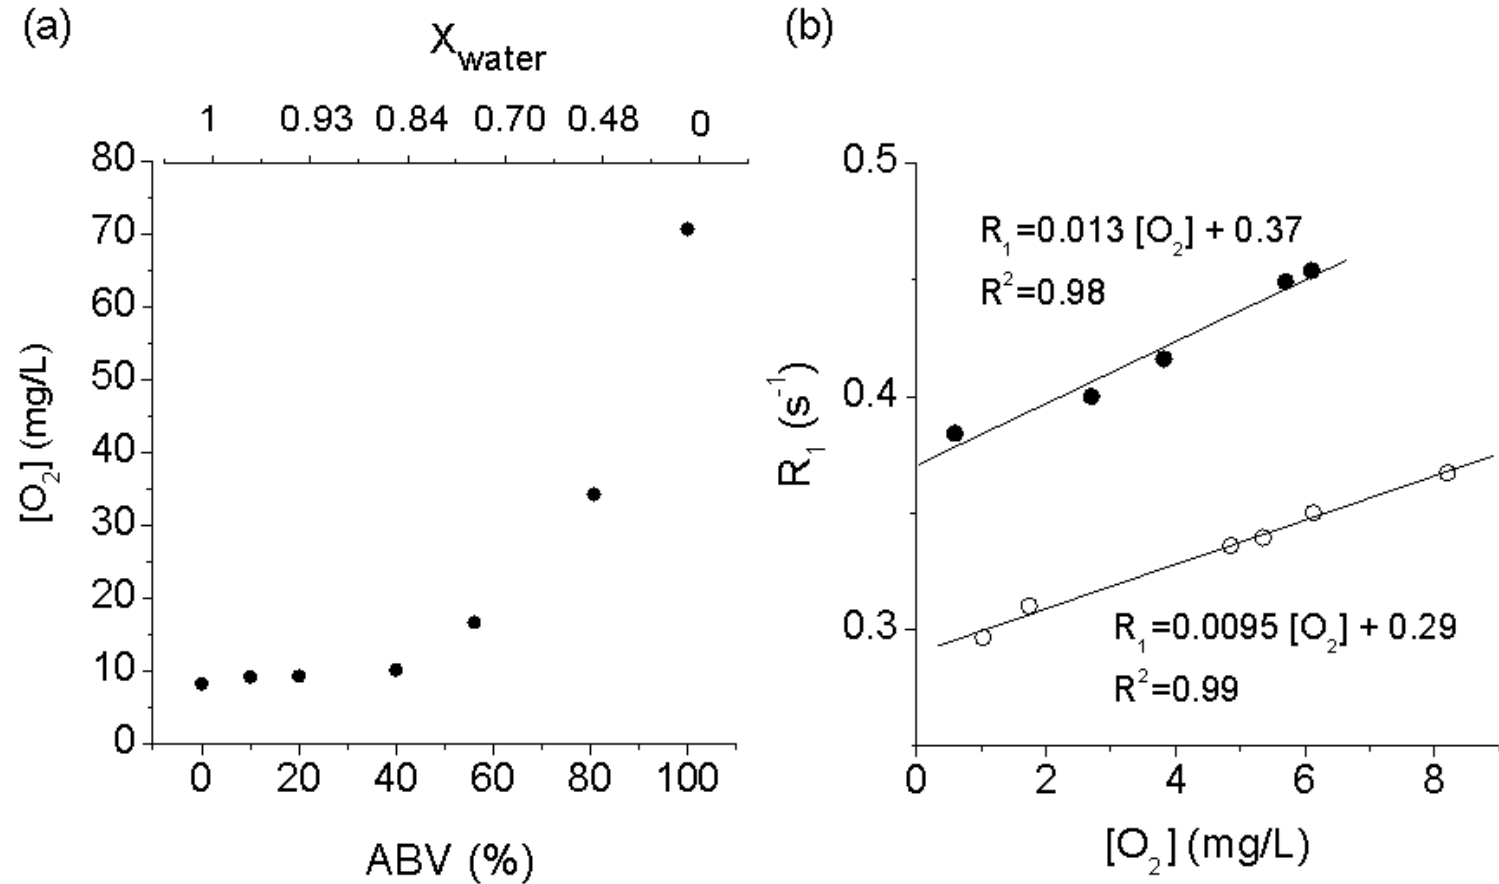 (a)
X_water
1 0.93 0.84 0.70 0.48 0
80
70
60
50
40
30
20
10
0
[O₂] (mg/L)
0 20 40 60 80 100
ABV (%)
(b)
0.5
0.4
0.3
R₁ (s⁻¹)
R₁=0.013 [O₂] + 0.37
R²=0.98
R₁=0.0095 [O₂] + 0.29
R²=0.99
0 2 4 6 8
[O₂] (mg/L)